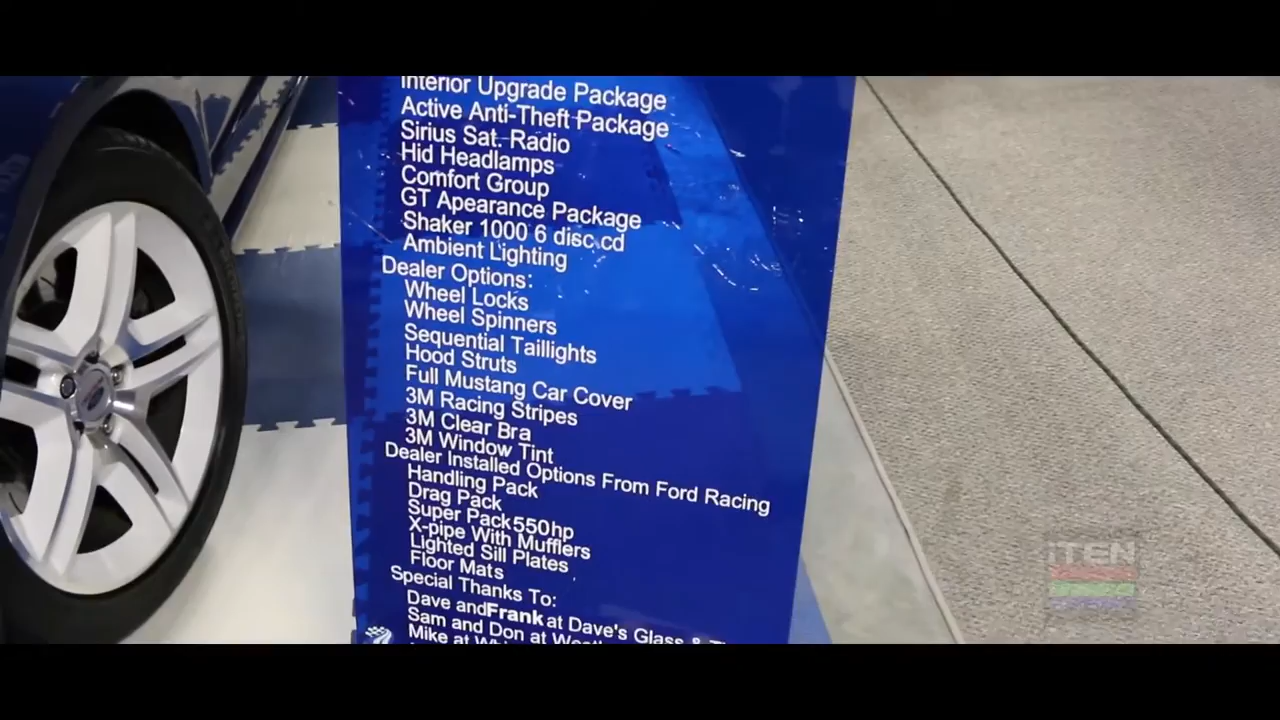 Interior Upgrade Package
Active Anti-Theft Package
Sirius Sat. Radio
Hid Headlamps
Comfort Group
GT Apearance Package
Shaker 1000 6 disc cd
Ambient Lighting
Dealer Options:
Wheel Locks
Wheel Spinners
Sequential Taillights
Hood Struts
Full Mustang Car Cover
3M Racing Stripes
3M Clear Bra
3M Window Tint
Dealer Installed Options From Ford Racing
Handling Pack
Drag Pack
Super Pack 550hp
X-pipe With Mufflers
Lighted Sill Plates
Floor Mats
Special Thanks To:
Dave and Frank at Dave's Glass &
Sam and Don at
Mike at
iTEN